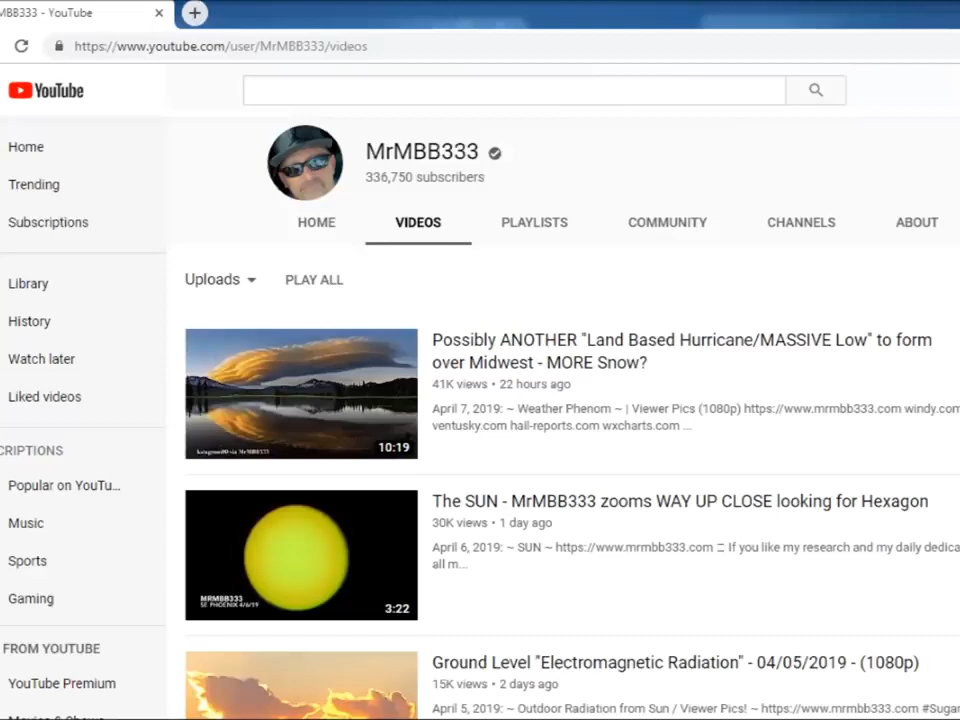 MBB333 - YouTube
https://www.youtube.com/user/MrMBB333/videos
YouTube
Home
Trending
Subscriptions
Library
History
Watch later
Liked videos
CRIPTIONS
Popular on YouTu...
Music
Sports
Gaming
FROM YOUTUBE
YouTube Premium
MrMBB333
336,750 subscribers
HOME VIDEOS PLAYLISTS COMMUNITY CHANNELS ABOUT
Uploads PLAY ALL
10:19
Possibly ANOTHER "Land Based Hurricane/MASSIVE Low" to form
over Midwest - MORE Snow?
41K views • 22 hours ago
April 7, 2019: ~ Weather Phenom ~ | Viewer Pics (1080p) https://www.mrmbb333.com windy.com
ventusky.com hail-reports.com wxcharts.com ...
MRMBB333
SE PHOENIX 4/6/19
3:22
The SUN - MrMBB333 zooms WAY UP CLOSE looking for Hexagon
30K views • 1 day ago
April 6, 2019: ~ SUN ~ https://www.mrmbb333.com If you like my research and my daily dedica
all m...
Ground Level "Electromagnetic Radiation" - 04/05/2019 - (1080p)
15K views • 2 days ago
April 5, 2019: ~ Outdoor Radiation from Sun / Viewer Pics! ~ https://www.mrmbb333.com #Sugar